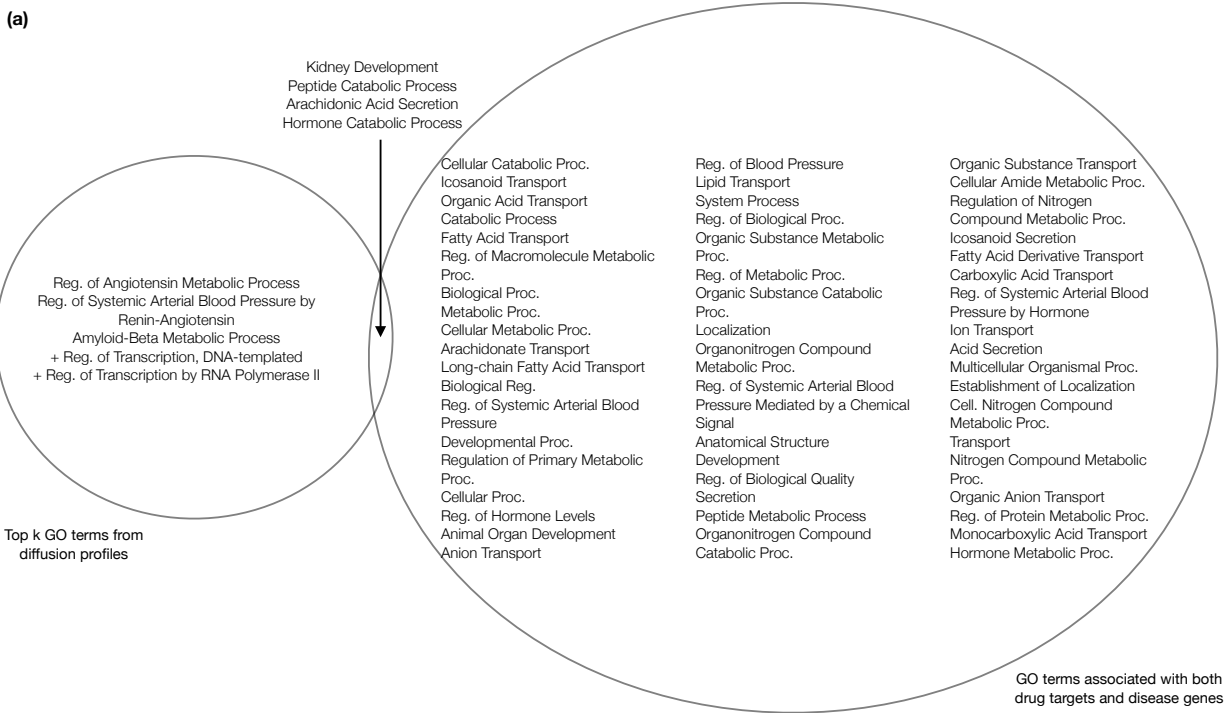 (a)
Kidney Development
Peptide Catabolic Process
Arachidonic Acid Secretion
Hormone Catabolic Process
Reg. of Angiotensin Metabolic Process
Reg. of Systemic Arterial Blood Pressure by
Renin-Angiotensin
Amyloid-Beta Metabolic Process
+ Reg. of Transcription, DNA-templated
+ Reg. of Transcription by RNA Polymerase II
Top k GO terms from
diffusion profiles
Cellular Catabolic Proc.
Icosanoid Transport
Organic Acid Transport
Catabolic Process
Fatty Acid Transport
Reg. of Macromolecule Metabolic
Proc.
Biological Proc.
Metabolic Proc.
Cellular Metabolic Proc.
Arachidonate Transport
Long-chain Fatty Acid Transport
Biological Reg.
Reg. of Systemic Arterial Blood
Pressure
Developmental Proc.
Regulation of Primary Metabolic
Proc.
Cellular Proc.
Reg. of Hormone Levels
Animal Organ Development
Anion Transport
Reg. of Blood Pressure
Lipid Transport
System Process
Reg. of Biological Proc.
Organic Substance Metabolic
Proc.
Reg. of Metabolic Proc.
Organic Substance Catabolic
Proc.
Localization
Organonitrogen Compound
Metabolic Proc.
Reg. of Systemic Arterial Blood
Pressure Mediated by a Chemical
Signal
Anatomical Structure
Development
Reg. of Biological Quality
Secretion
Peptide Metabolic Process
Organonitrogen Compound
Catabolic Proc.
Organic Substance Transport
Cellular Amide Metabolic Proc.
Regulation of Nitrogen
Compound Metabolic Proc.
Icosanoid Secretion
Fatty Acid Derivative Transport
Carboxylic Acid Transport
Reg. of Systemic Arterial Blood
Pressure by Hormone
Ion Transport
Acid Secretion
Multicellular Organismal Proc.
Establishment of Localization
Cell. Nitrogen Compound
Metabolic Proc.
Transport
Nitrogen Compound Metabolic
Proc.
Organic Anion Transport
Reg. of Protein Metabolic Proc.
Monocarboxylic Acid Transport
Hormone Metabolic Proc.
GO terms associated with both
drug targets and disease genes